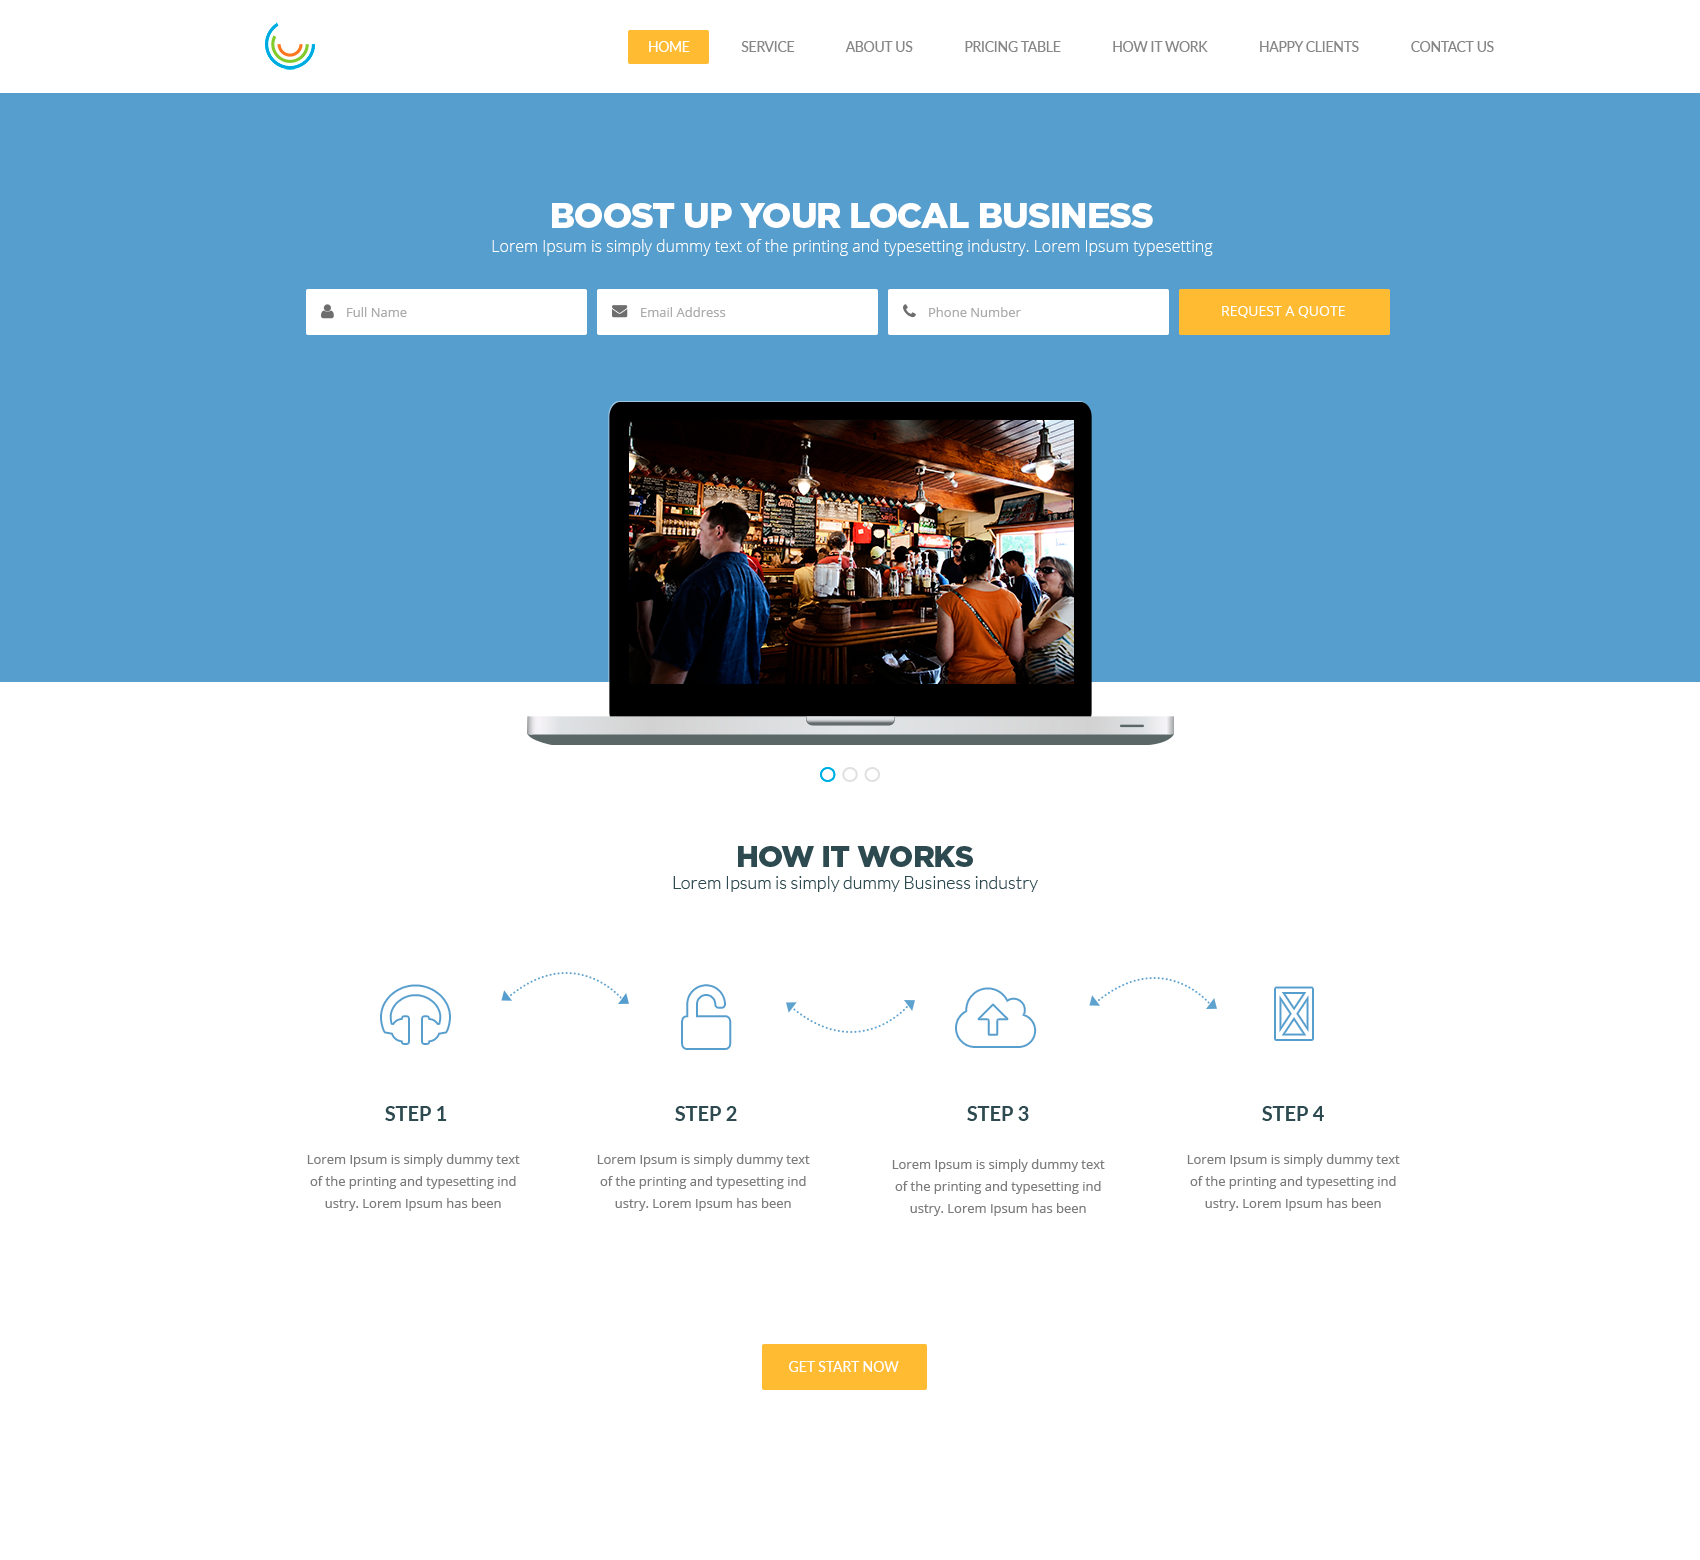 HOME
SERVICE
ABOUT US
PRICING TABLE
HOW IT WORK
HAPPY CLIENTS
CONTACT US
BOOST UP YOUR LOCAL BUSINESS
Lorem Ipsum is simply dummy text of the printing and typesetting industry. Lorem Ipsum typesetting
Full Name
Email Address
Phone Number
REQUEST A QUOTE
HOW IT WORKS
Lorem Ipsum is simply dummy Business industry
STEP 1
Lorem Ipsum is simply dummy text
of the printing and typesetting ind
ustry. Lorem Ipsum has been
STEP 2
Lorem Ipsum is simply dummy text
of the printing and typesetting ind
ustry. Lorem Ipsum has been
STEP 3
Lorem Ipsum is simply dummy text
of the printing and typesetting ind
ustry. Lorem Ipsum has been
STEP 4
Lorem Ipsum is simply dummy text
of the printing and typesetting ind
ustry. Lorem Ipsum has been
GET START NOW